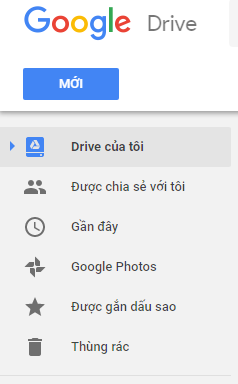 Google Drive
MỚI
Drive của tôi
Được chia sẻ với tôi
Gần đây
Google Photos
Được gắn dấu sao
Thùng rác